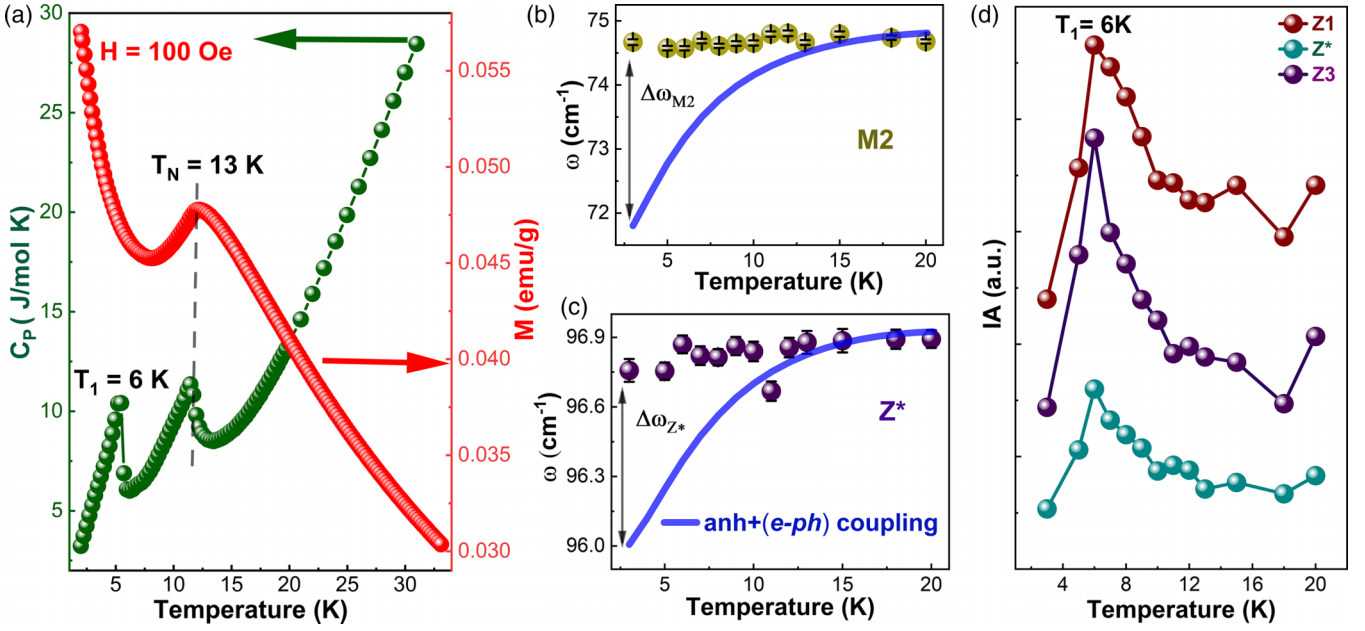 (a)
30
25
20
15
10
5
C_P ( J/mol K)
H = 100 Oe
T_N = 13 K
T_1 = 6 K
0.055
0.050
0.045
0.040
0.035
0.030
M (emu/g)
5 10 15 20 25 30
Temperature (K)
(b)
75
74
73
72
ω (cm⁻¹)
Δω_M2
M2
5 10 15 20
Temperature (K)
(c)
96.9
96.6
96.3
96.0
ω (cm⁻¹)
Δω_Z*
Z*
anh+(e-ph) coupling
5 10 15 20
Temperature (K)
(d)
T_1= 6K
Z1
Z*
Z3
IA (a.u.)
4 8 12 16 20
Temperature (K)